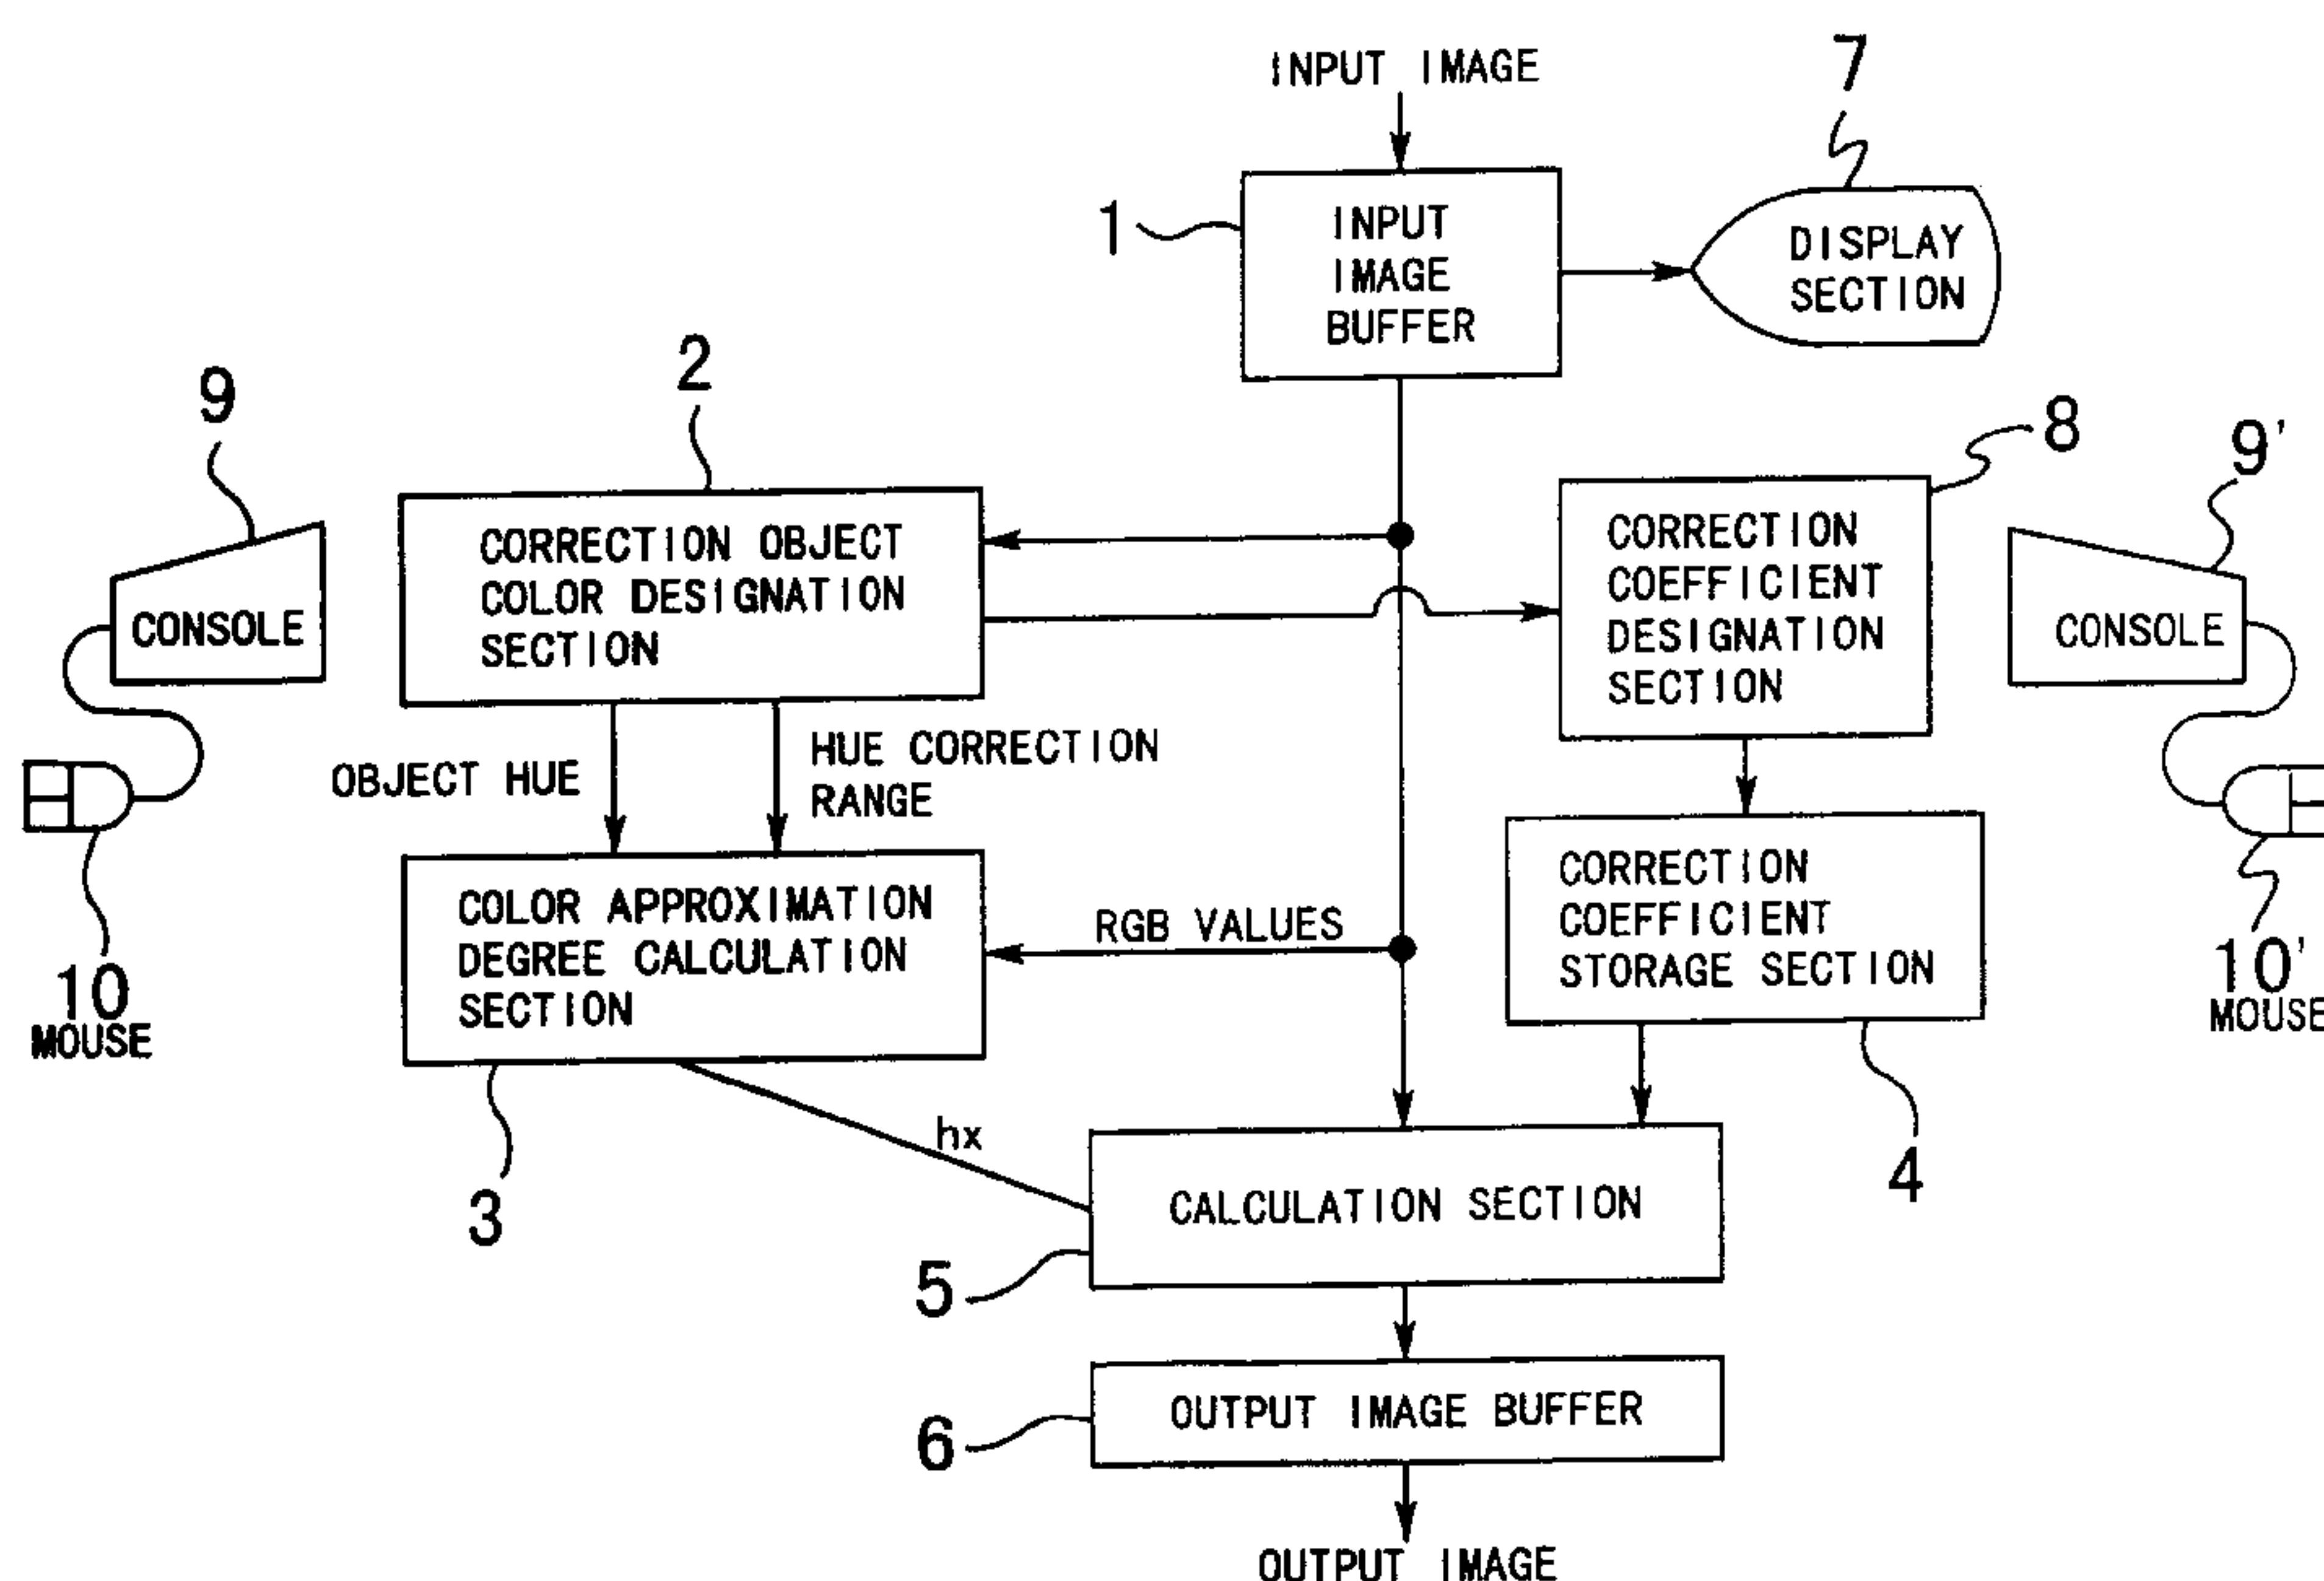 INPUT IMAGE
7
1
INPUT
IMAGE
BUFFER
DISPLAY
SECTION
2
9
8
9'
CORRECTION OBJECT
COLOR DESIGNATION
SECTION
CORRECTION
COEFFICIENT
DESIGNATION
SECTION
CONSOLE
CONSOLE
OBJECT HUE
HUE CORRECTION
RANGE
COLOR APPROXIMATION
DEGREE CALCULATION
SECTION
RGB VALUES
CORRECTION
COEFFICIENT
STORAGE SECTION
10
MOUSE
10'
MOUSE
hx
3
4
CALCULATION SECTION
5
OUTPUT IMAGE BUFFER
6
OUTPUT IMAGE